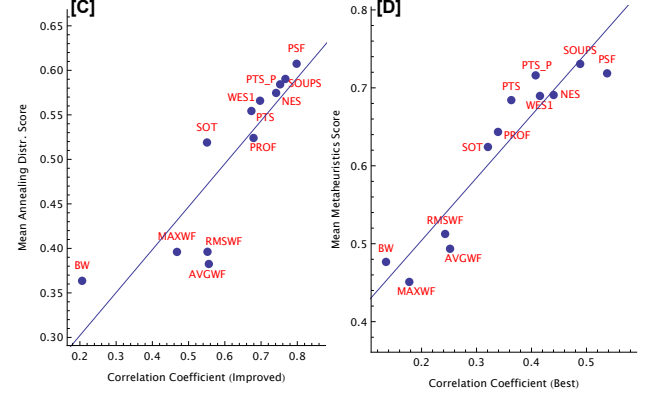 [C]
0.65
0.60
0.55
0.50
0.45
0.40
0.35
0.30
Mean Annealing Distr. Score
PSF
PTS_P
SOUPS
WES1
NES
PTS
SOT
PROF
MAXWF
RMSWF
AVGWF
BW
0.2 0.3 0.4 0.5 0.6 0.7 0.8
Correlation Coefficient (Improved)
[D]
0.8
0.7
0.6
0.5
0.4
Mean Metaheuristics Score
SOUPS
PSF
PTS_P
PTS
NES
WES1
PROF
SOT
RMSWF
BW
AVGWF
MAXWF
0.2 0.3 0.4 0.5
Correlation Coefficient (Best)